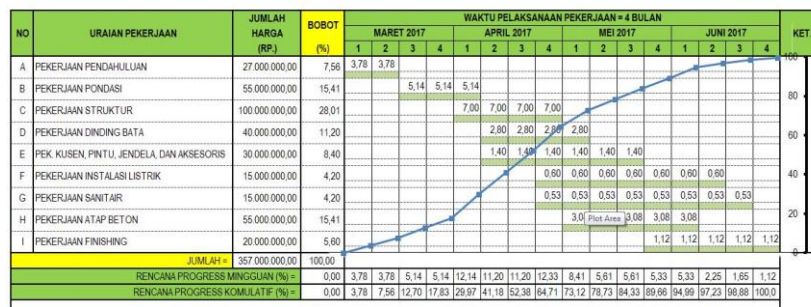 NO URAIAN PEKERJAAN JUMLAH HARGA (RP.) BOBOT (%) WAKTU PELAKSANAAN PEKERJAAN = 4 BULAN KET.
MARET 2017 APRIL 2017 MEI 2017 JUNI 2017
1 2 3 4 1 2 3 4 1 2 3 4 1 2 3 4
A PEKERJAAN PENDAHULUAN 27.000.000,00 7,56 3,78 3,78 100
B PEKERJAAN PONDASI 55.000.000,00 15,41 5,14 5,14 5,14
C PEKERJAAN STRUKTUR 100.000.000,00 28,01 7,00 7,00 7,00 7,00 80
D PEKERJAAN DINDING BATA 40.000.000,00 11,20 2,80 2,80 2,80 2,80 60
E PEK. KUSEN, PINTU, JENDELA, DAN AKSESORIS 30.000.000,00 8,40 1,40 1,40 1,40 1,40 1,40 1,40
F PEKERJAAN INSTALASI LISTRIK 15.000.000,00 4,20 0,60 0,60 0,60 0,60 0,60 0,60 0,60 40
G PEKERJAAN SANITAIR 15.000.000,00 4,20 0,53 0,53 0,53 0,53 0,53 0,53 0,53 0,53
H PEKERJAAN ATAP BETON 55.000.000,00 15,41 3,0 Plot Area 3,08 3,08 3,08 20
I PEKERJAAN FINISHING 20.000.000,00 5,60 1,12 1,12 1,12 1,12 1,12
JUMLAH = 357.000.000,00 100,00 0
RENCANA PROGRESS MINGGUAN (%) = 0,00 3,78 3,78 5,14 5,14 12,14 11,20 11,20 12,33 8,41 5,61 5,61 5,33 5,33 2,25 1,65 1,12
RENCANA PROGRESS KOMULATIF (%) = 0,00 3,78 7,56 12,70 17,83 29,97 41,18 52,38 64,71 73,12 78,73 84,33 89,66 94,99 97,23 98,88 100,0